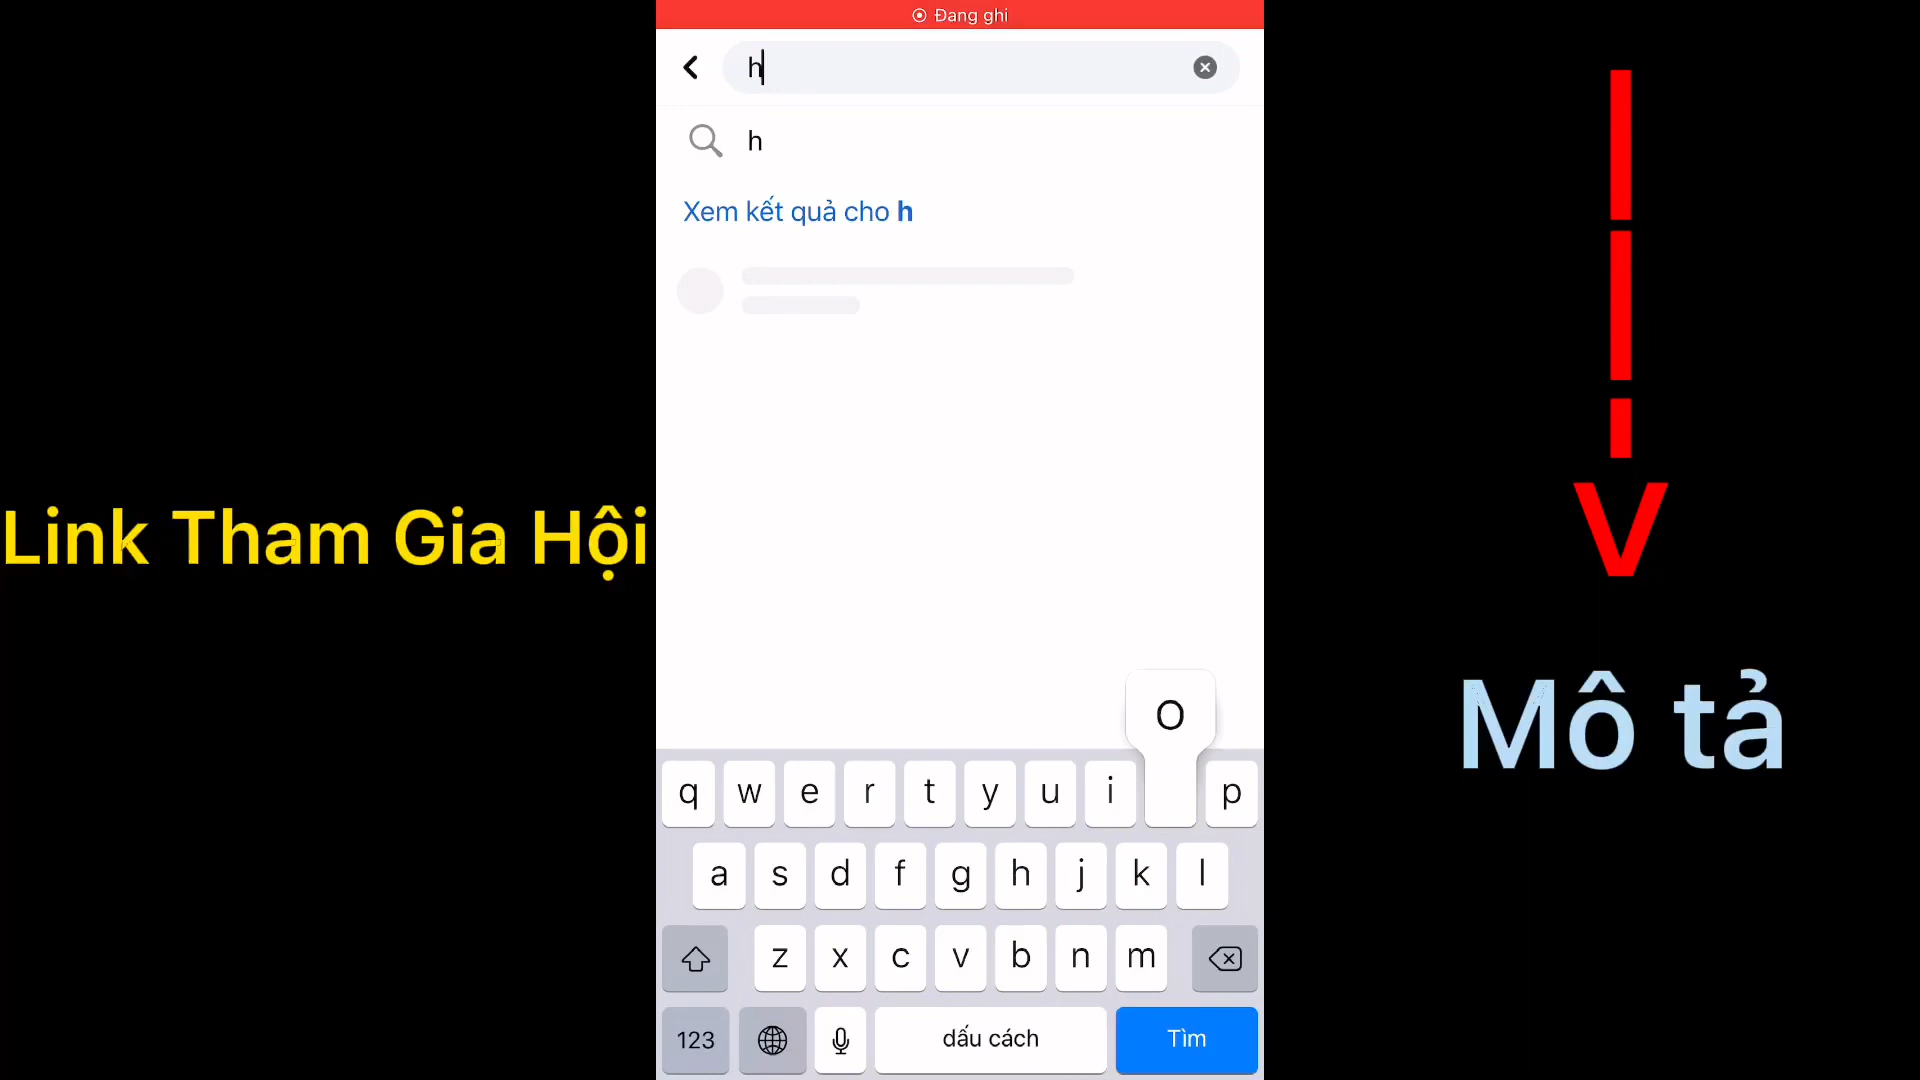 Đang ghi
h
h
Xem kết quả cho h
Link Tham Gia Hội
V
Mô tả
O
q w e r t y u i p
a s d f g h j k l
z x c v b n m
123 dấu cách Tìm